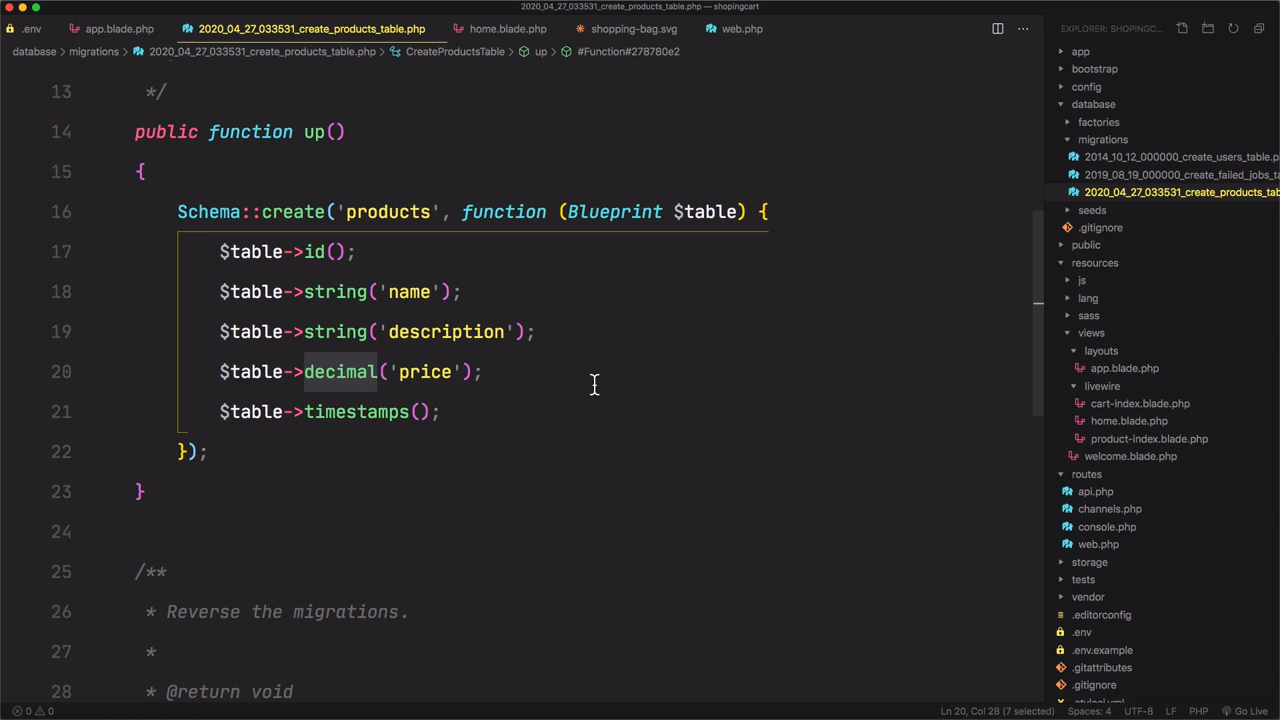 2020_04_27_033531_create_products_table.php — shopingcart
.env app.blade.php 2020_04_27_033531_create_products_table.php home.blade.php shopping-bag.svg web.php
database > migrations > 2020_04_27_033531_create_products_table.php > CreateProductsTable > up > #Function#278780e2
13 */
14 public function up()
15 {
16 Schema::create('products', function (Blueprint $table) {
17 $table->id();
18 $table->string('name');
19 $table->string('description');
20 $table->decimal('price');
21 $table->timestamps();
22 });
23 }
24
25 /**
26 * Reverse the migrations.
27 *
28 * @return void
EXPLORER: SHOPINGC...
app
bootstrap
config
database
factories
migrations
2014_10_12_000000_create_users_table.p
2019_08_19_000000_create_failed_jobs_ta
2020_04_27_033531_create_products_tab
seeds
.gitignore
public
resources
js
lang
sass
views
layouts
app.blade.php
livewire
cart-index.blade.php
home.blade.php
product-index.blade.php
welcome.blade.php
routes
api.php
channels.php
console.php
web.php
storage
tests
vendor
.editorconfig
.env
.env.example
.gitattributes
.gitignore
.styleci.yml
0 0 Ln 20, Col 28 (7 selected) Spaces: 4 UTF-8 LF PHP Go Live